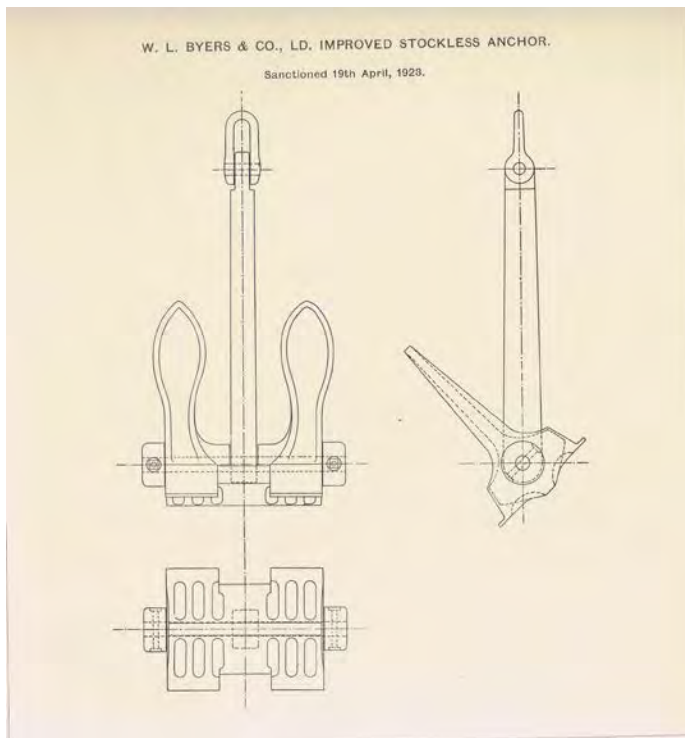 W. L. BYERS & CO., LD. IMPROVED STOCKLESS ANCHOR.
Sanctioned 19th April, 1923.